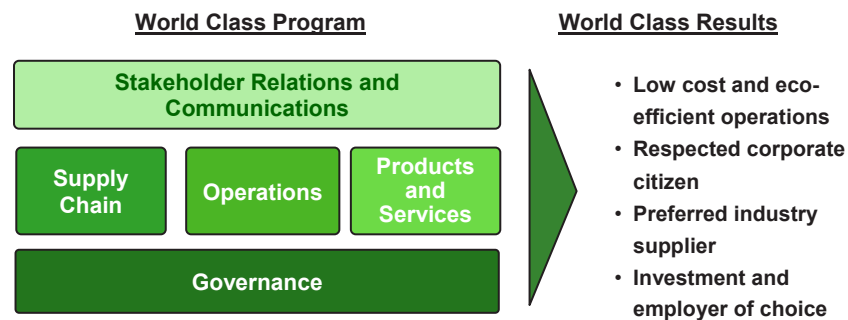 World Class Program
World Class Results
Stakeholder Relations and
Communications
Supply
Chain
Operations
Products
and
Services
Governance
• Low cost and eco-
efficient operations
• Respected corporate
citizen
• Preferred industry
supplier
• Investment and
employer of choice